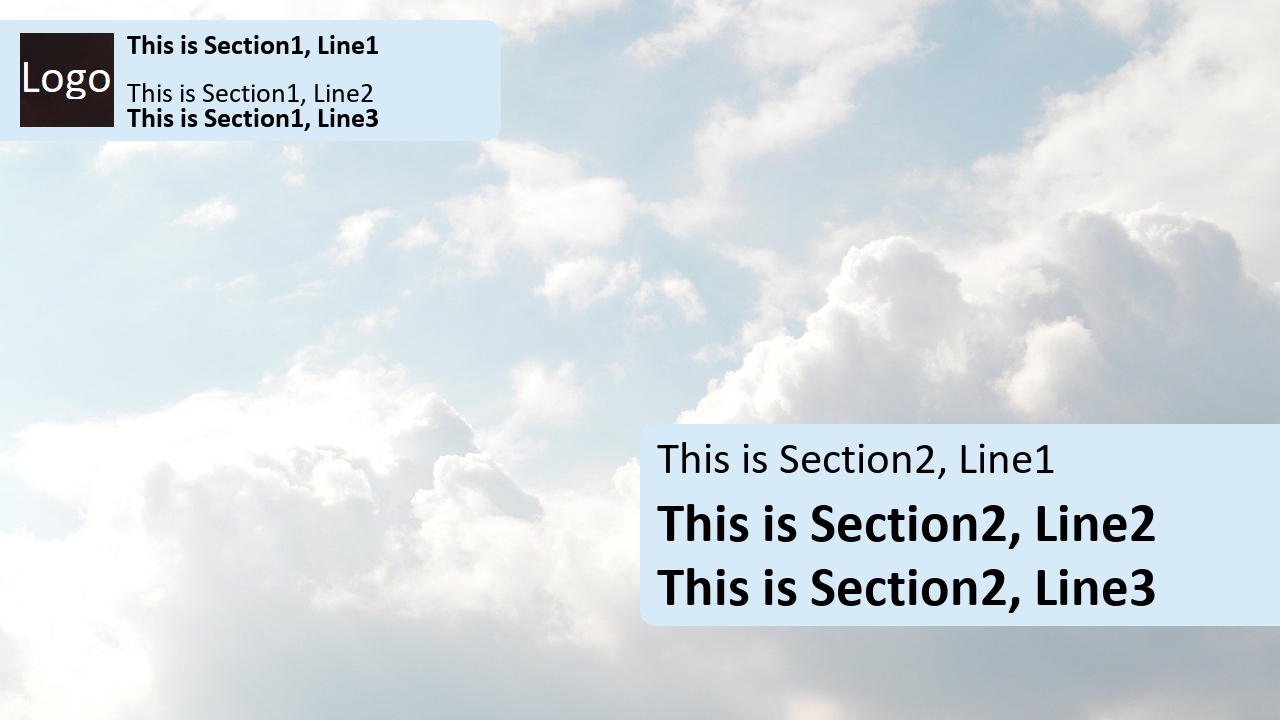 Logo
This is Section1, Line1
This is Section1, Line2
This is Section1, Line3
This is Section2, Line1
This is Section2, Line2
This is Section2, Line3